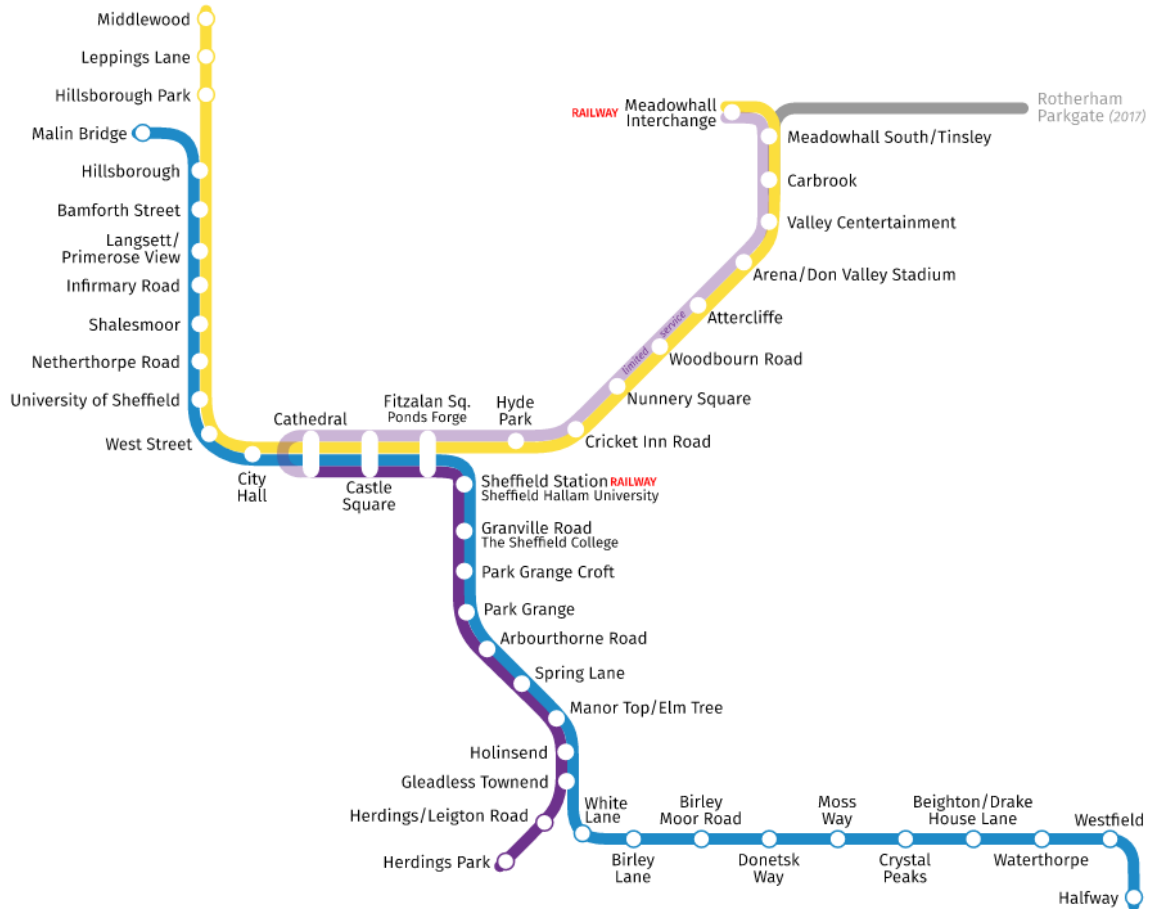 Middlewood
Leppings Lane
Hillsborough Park
Malin Bridge
Hillsborough
Bamforth Street
Langsett/
Primerose View
Infirmary Road
Shalesmoor
Netherthorpe Road
University of Sheffield
West Street
City
Hall
Cathedral
Castle
Square
Fitzalan Sq.
Ponds Forge
Hyde
Park
Cricket Inn Road
Nunnery Square
Woodbourn Road
Attercliffe
limited service
Arena/Don Valley Stadium
Valley Centertainment
Carbrook
Meadowhall South/Tinsley
RAILWAY Meadowhall
Interchange
Rotherham
Parkgate (2017)
Sheffield Station RAILWAY
Sheffield Hallam University
Granville Road
The Sheffield College
Park Grange Croft
Park Grange
Arbourthorne Road
Spring Lane
Manor Top/Elm Tree
Holinsend
Gleadless Townend
Herdings/Leigton Road
Herdings Park
White
Lane
Birley
Lane
Birley
Moor Road
Donetsk
Way
Moss
Way
Crystal
Peaks
Beighton/Drake
House Lane
Waterthorpe
Westfield
Halfway